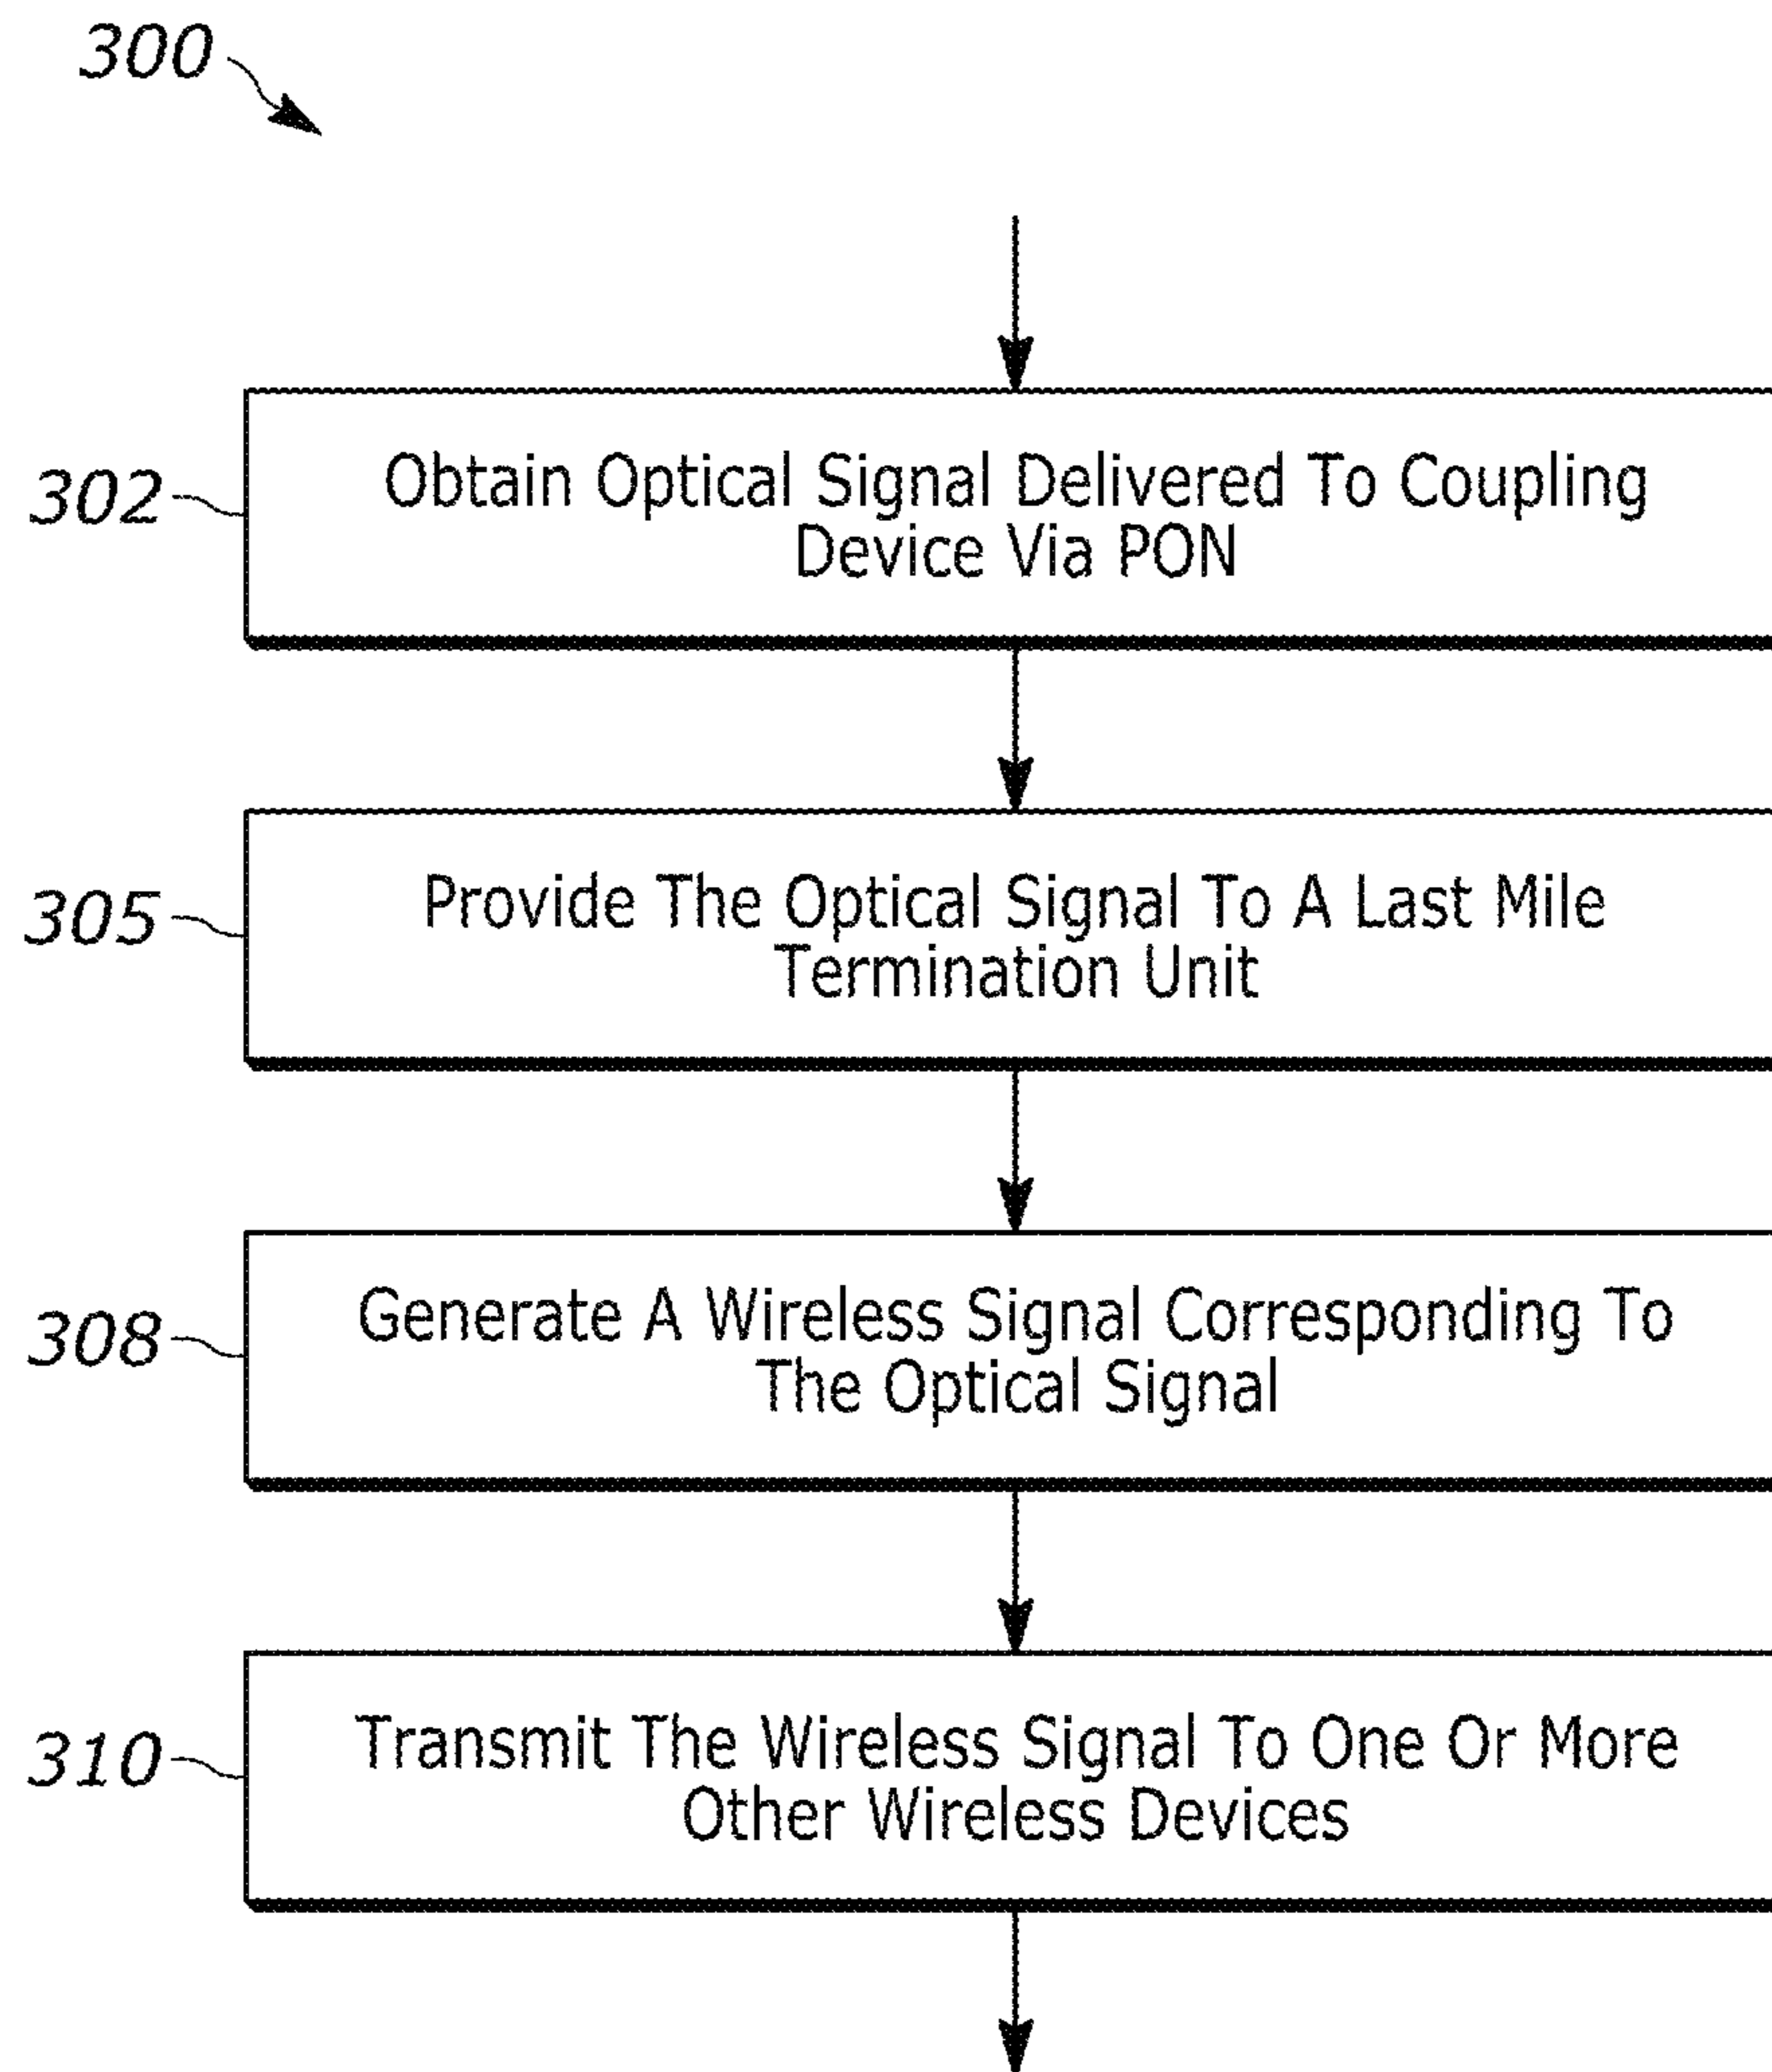 300
302
Obtain Optical Signal Delivered To Coupling
Device Via PON
305
Provide The Optical Signal To A Last Mile
Termination Unit
308
Generate A Wireless Signal Corresponding To
The Optical Signal
310
Transmit The Wireless Signal To One Or More
Other Wireless Devices